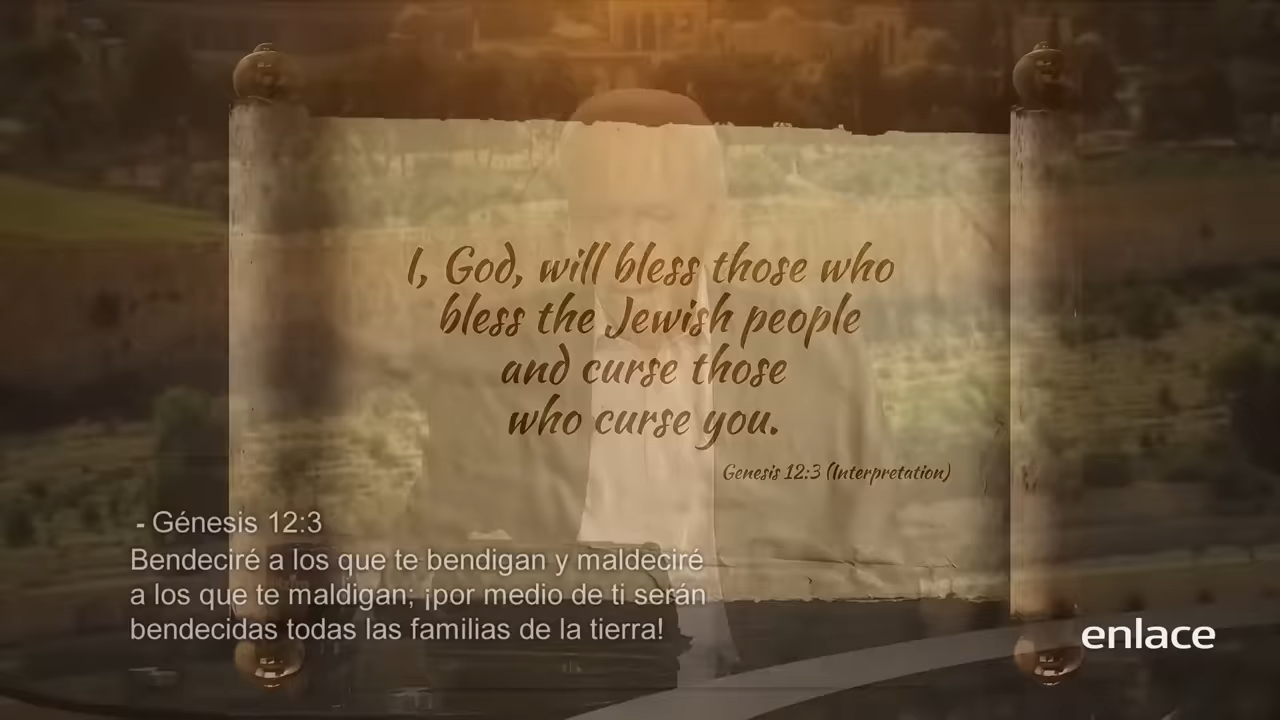 I, God, will bless those who
bless the Jewish people
and curse those
who curse you.
Genesis 12:3 (Interpretation)
- Génesis 12:3
Bendeciré a los que te bendigan y maldeciré
a los que te maldigan; ¡por medio de ti serán
bendecidas todas las familias de la tierra!
enlace